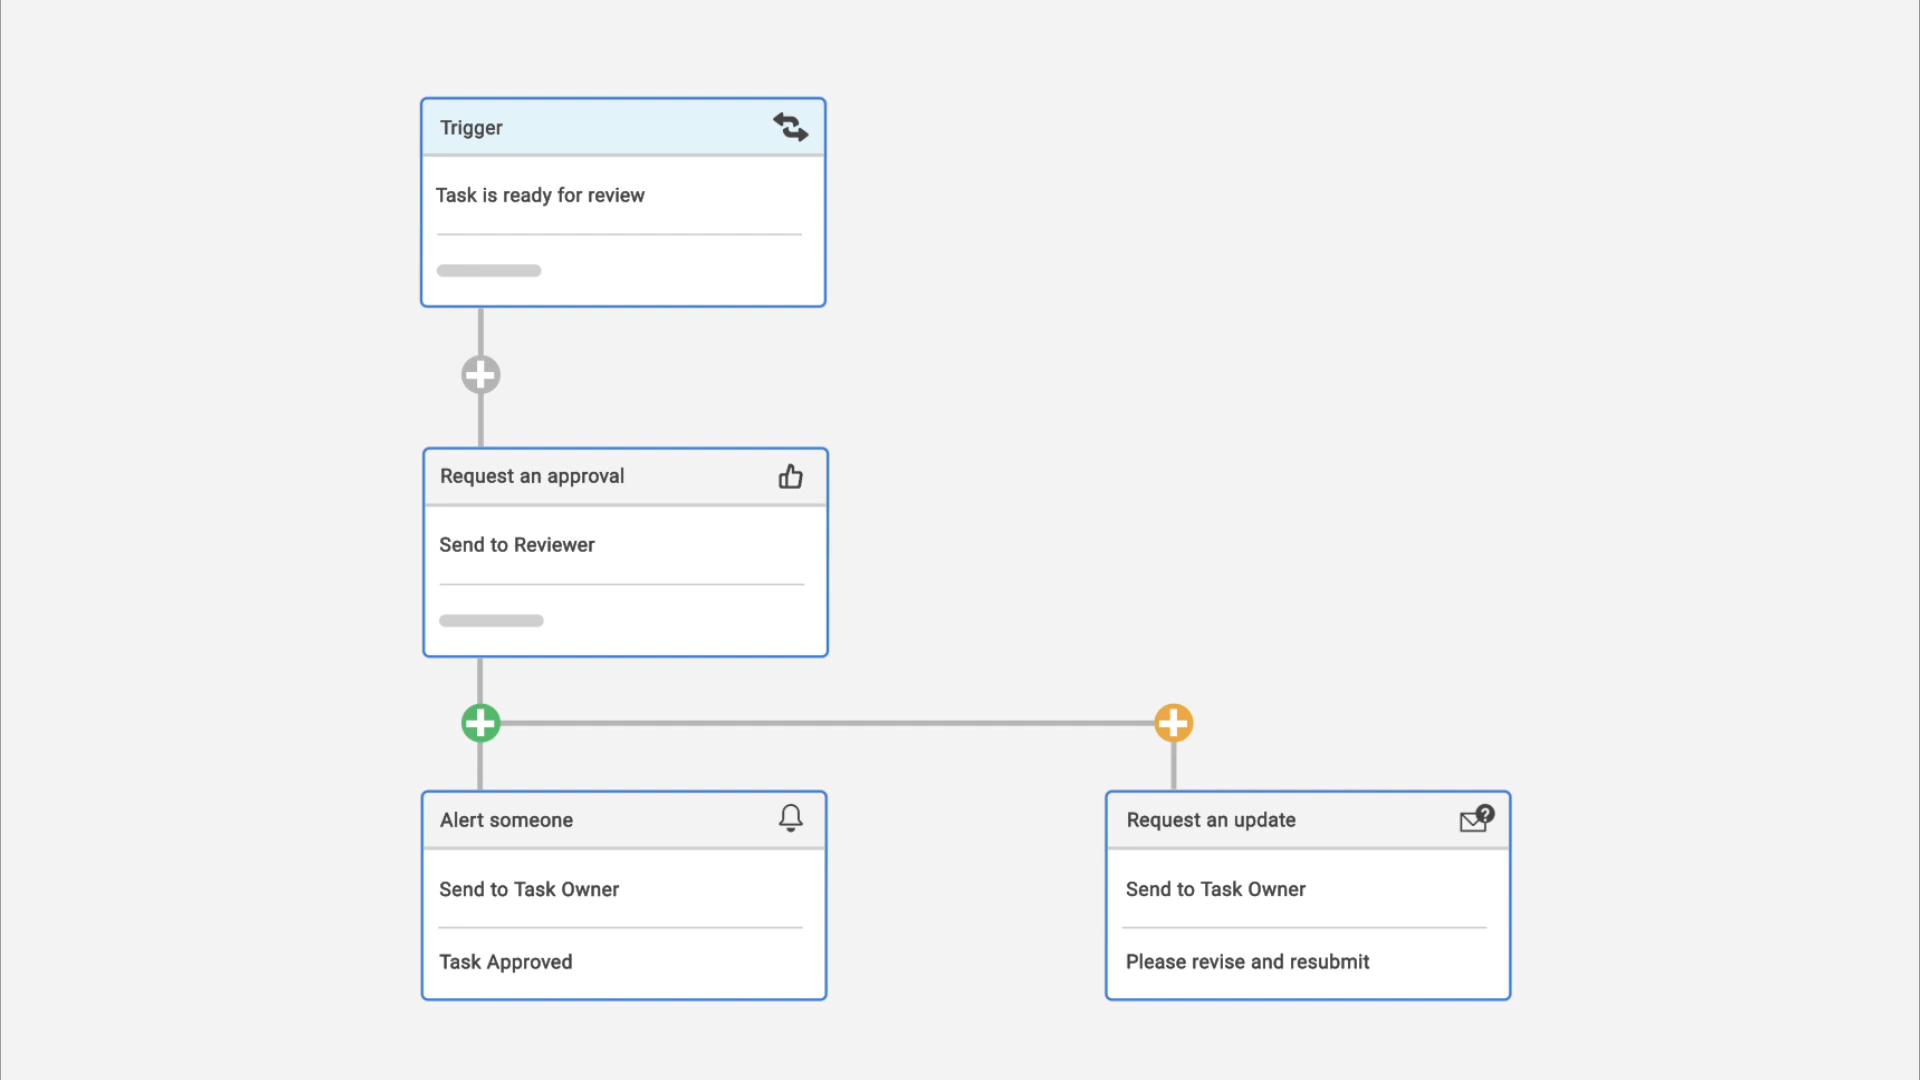 Trigger
Task is ready for review
Request an approval
Send to Reviewer
Alert someone
Send to Task Owner
Task Approved
Request an update
?
Send to Task Owner
Please revise and resubmit